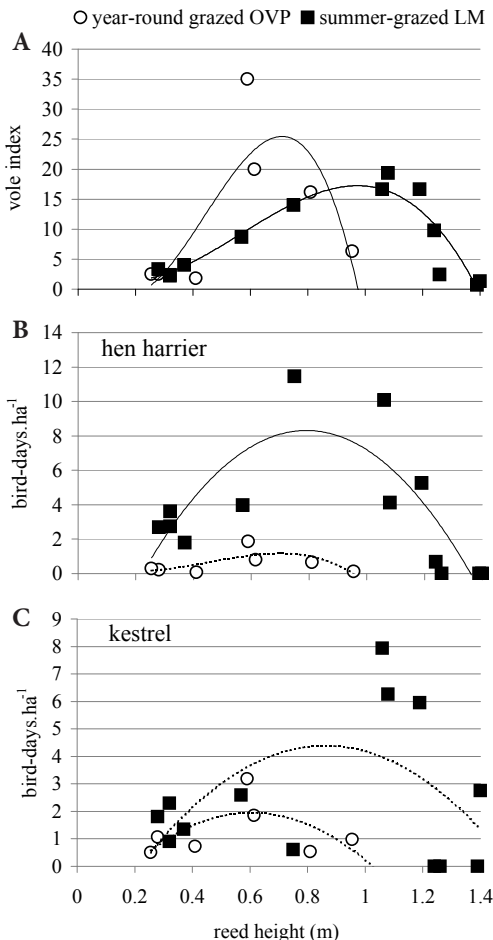 ○ year-round grazed OVP ■ summer-grazed LM
A
40
35
30
25
20
15
10
5
0
vole index
B
hen harrier
14
12
10
8
6
4
2
0
bird-days.ha⁻¹
C
kestrel
9
8
7
6
5
4
3
2
1
0
bird-days.ha⁻¹
0 0.2 0.4 0.6 0.8 1 1.2 1.4
reed height (m)